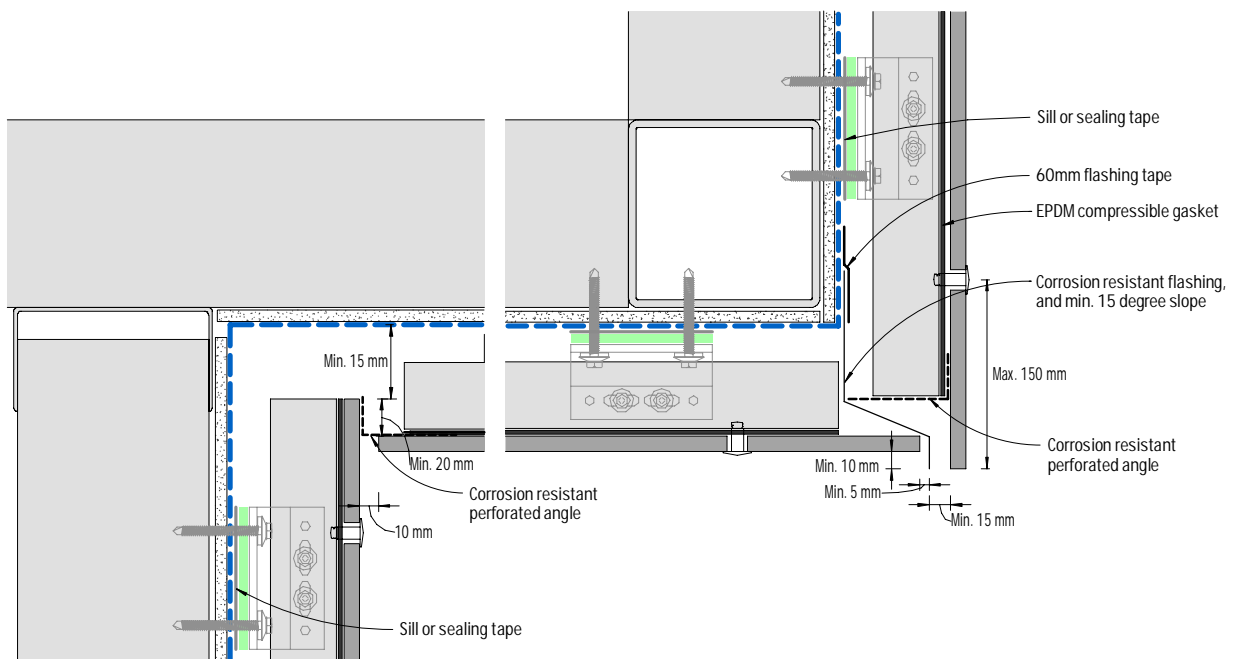 Sill or sealing tape
60mm flashing tape
EPDM compressible gasket
Corrosion resistant flashing,
and min. 15 degree slope
Min. 15 mm
Max. 150 mm
Corrosion resistant
perforated angle
Min. 20 mm
Min. 10 mm
Min. 5 mm
Corrosion resistant
perforated angle
Min. 15 mm
10 mm
Sill or sealing tape